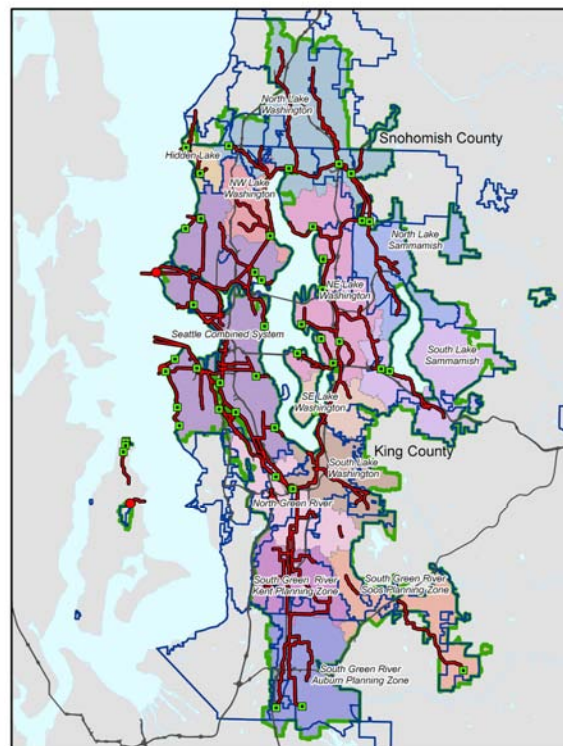 North Lake
Washington
Snohomish County
Hidden Lake
NW Lake
Washington
North Lake
Sammamish
NE Lake
Washington
Seattle Combined System
South Lake
Sammamish
SE Lake
Washington
King County
South Lake
Washington
North Green River
South Green River
Kent Planning Zone
South Green River
Soos Planning Zone
South Green River
Auburn Planning Zone